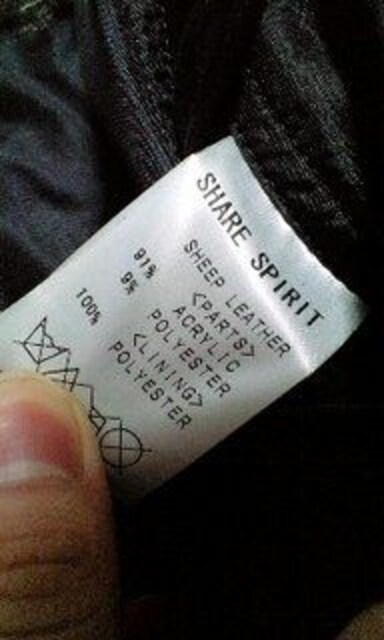 SHARE SPIRIT
SHEEP LEATHER
<PARTS>
91% ACRYLIC
9% POLYESTER
<LINING>
100% POLYESTER